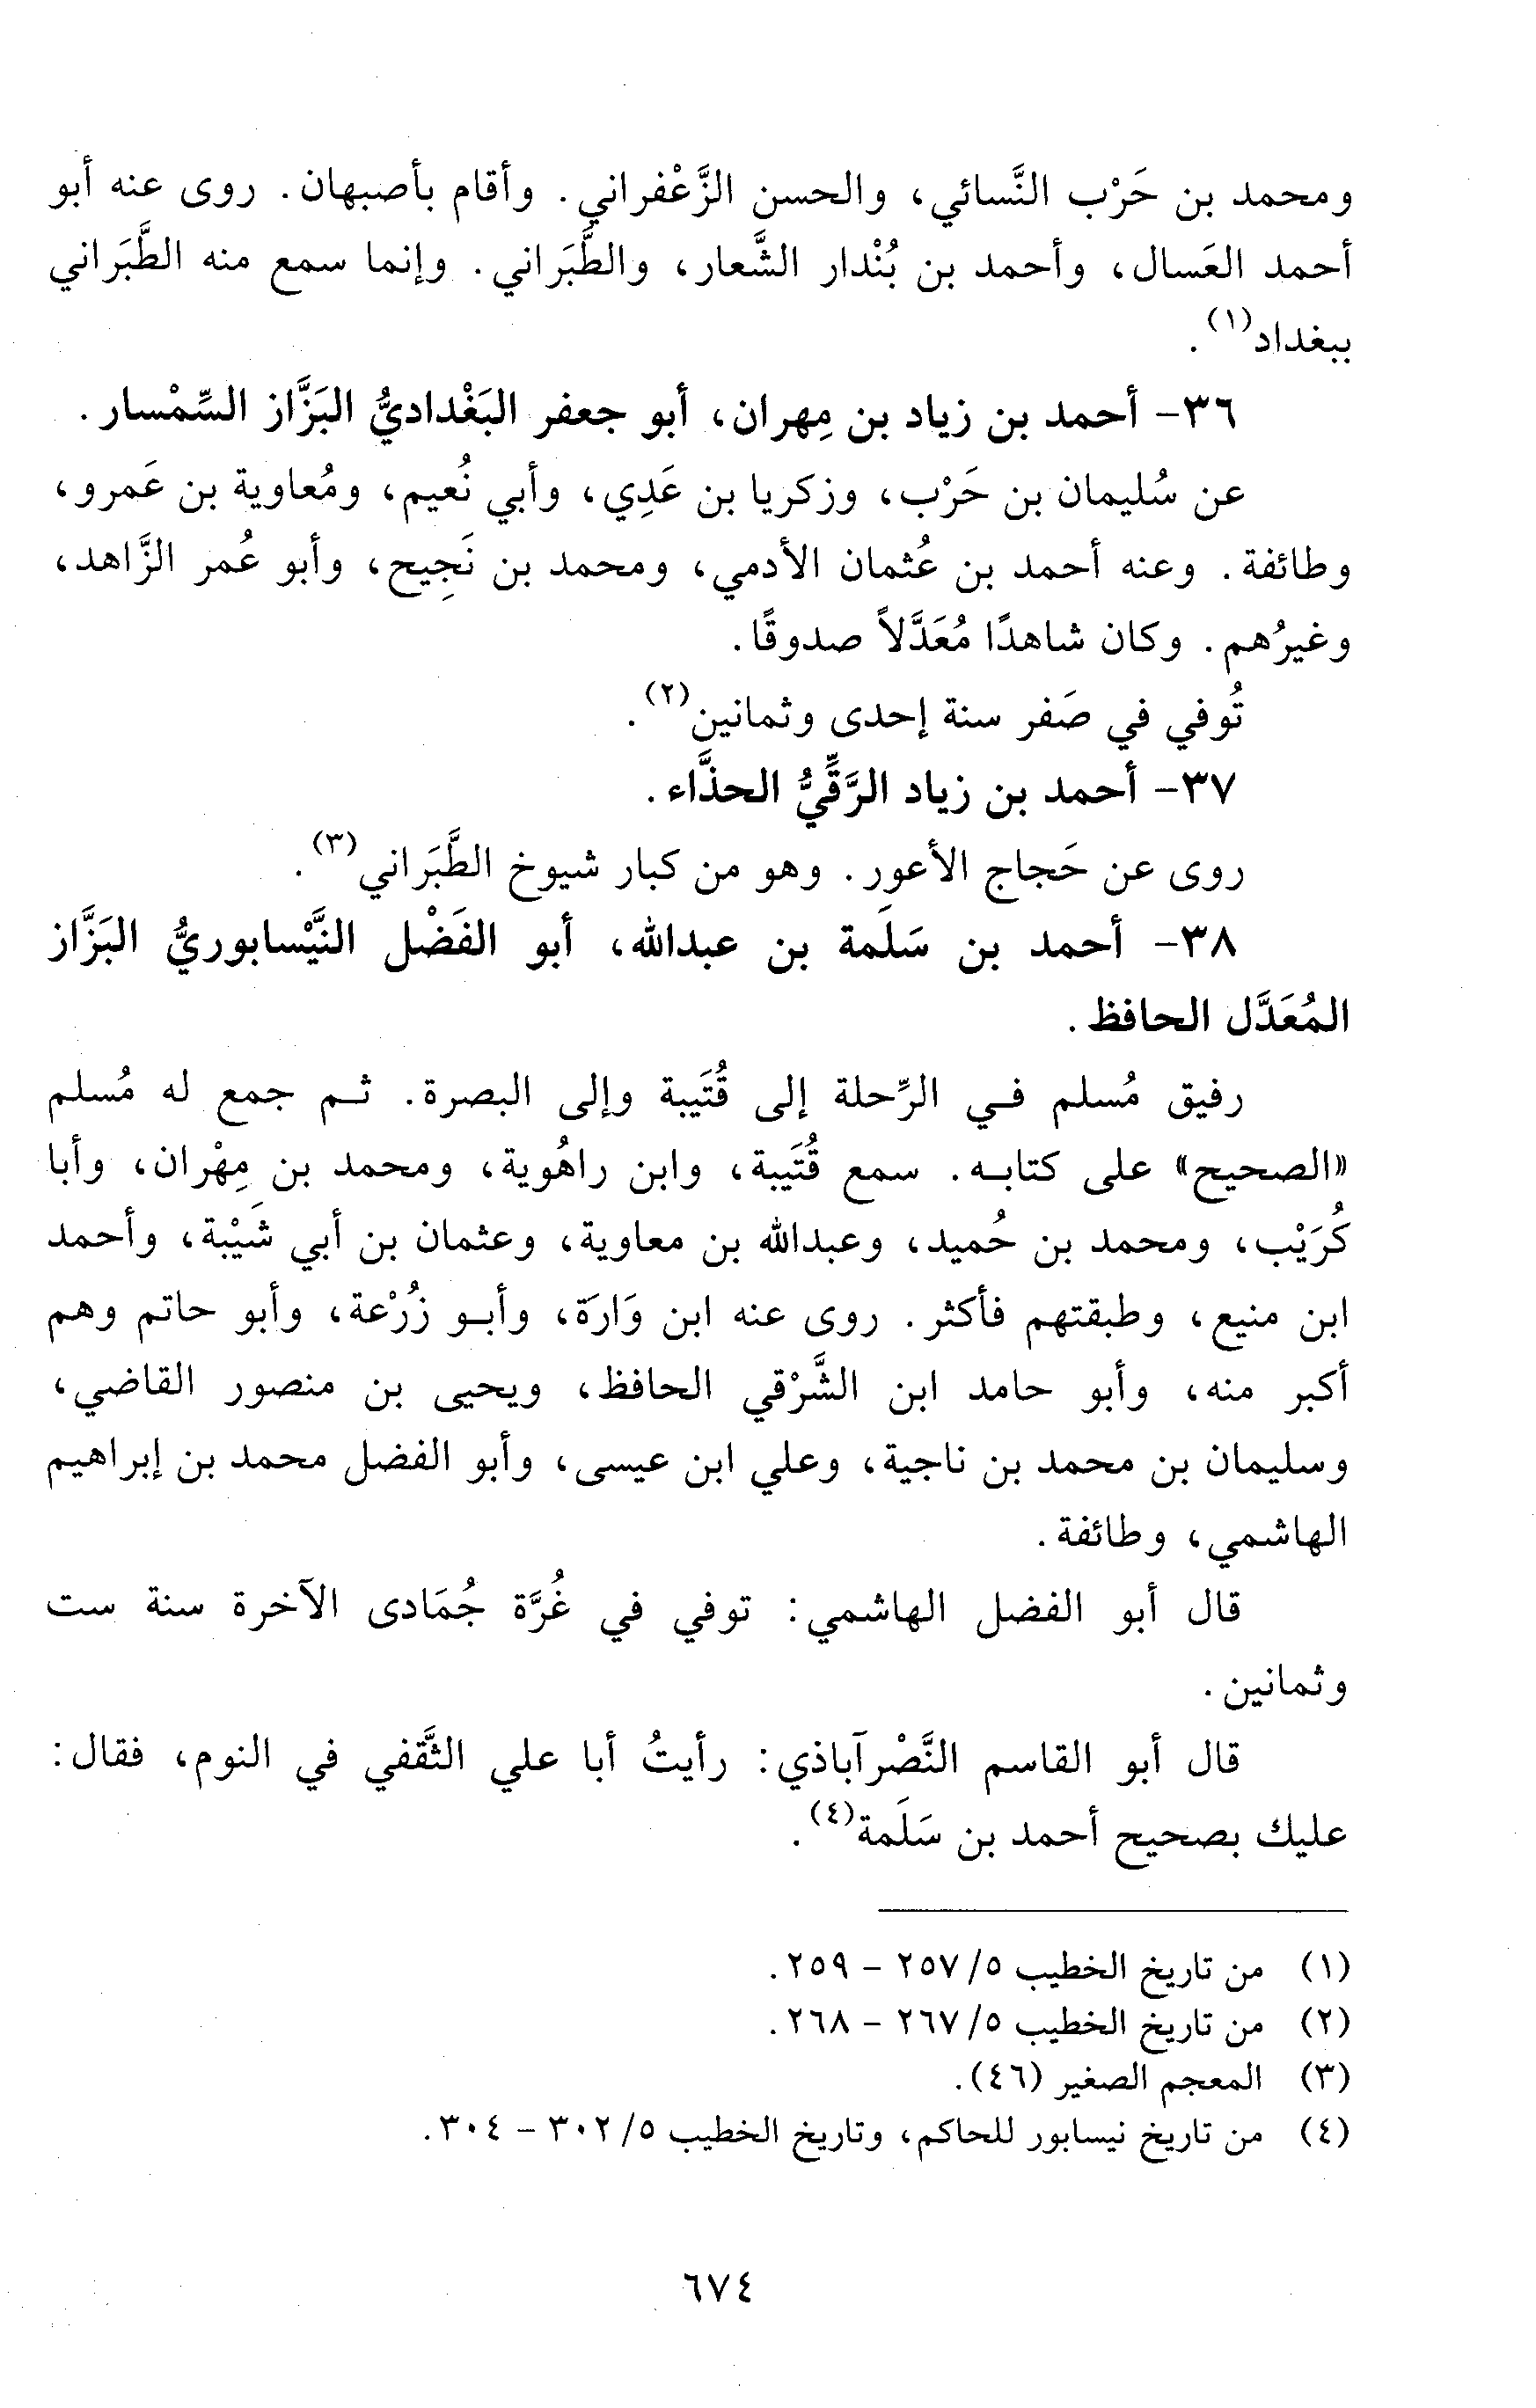 ومحمد بن حَرْب النَّسائي، والحسن الزَّعْفراني. وأقام بأصبهان. روى عنه أبو
أحمد العَسال، وأحمد بن بُنْدار الشَّعار، والطَّبَراني. وإنما سمع منه الطَّبَراني
ببغداد(١).
٣٦- أحمد بن زياد بن مِهران، أبو جعفر البَغْداديُّ البَزَّاز السِّمْسار.
عن سُليمان بن حَرْب، وزكريا بن عَدِي، وأبي نُعيم، ومُعاوية بن عَمرو،
وطائفة. وعنه أحمد بن عُثمان الأدمي، ومحمد بن نَجِيح، وأبو عُمر الزَّاهد،
وغيرُهم. وكان شاهدًا مُعَدَّلاً صدوقًا.
تُوفي في صَفر سنة إحدى وثمانين(٢).
٣٧- أحمد بن زياد الرَّقِّيُّ الحذَّاء.
روى عن حَجاج الأعور. وهو من كبار شيوخ الطَّبَراني(٣).
٣٨- أحمد بن سَلَمة بن عبدالله، أبو الفَضْل النَّيْسابوريُّ البَزَّاز
المُعَدَّل الحافظ.
رفيق مُسلم في الرِّحلة إلى قُتَيبة وإلى البصرة. ثم جمع له مُسلم
«الصحيح» على كتابه. سمع قُتَيبة، وابن راهُوية، ومحمد بن مِهْران، وأبا
كُرَيْب، ومحمد بن حُميد، وعبدالله بن معاوية، وعثمان بن أبي شَيْبة، وأحمد
ابن منيع، وطبقتهم فأكثر. روى عنه ابن وَارَة، وأبو زُرْعة، وأبو حاتم وهم
أكبر منه، وأبو حامد ابن الشَّرْقي الحافظ، ويحيى بن منصور القاضي،
وسليمان بن محمد بن ناجية، وعلي ابن عيسى، وأبو الفضل محمد بن إبراهيم
الهاشمي، وطائفة.
قال أبو الفضل الهاشمي: توفي في غُرَّة جُمَادى الآخرة سنة ست
وثمانين.
قال أبو القاسم النَّصْرآباذي: رأيتُ أبا علي الثَّقفي في النوم، فقال:
عليك بصحيح أحمد بن سَلَمة(٤).
(١) من تاريخ الخطيب ٥/ ٢٥٧ - ٢٥٩.
(٢) من تاريخ الخطيب ٥/ ٢٦٧ - ٢٦٨.
(٣) المعجم الصغير (٤٦).
(٤) من تاريخ نيسابور للحاكم، وتاريخ الخطيب ٥/ ٣٠٢ - ٣٠٤.
٦٧٤